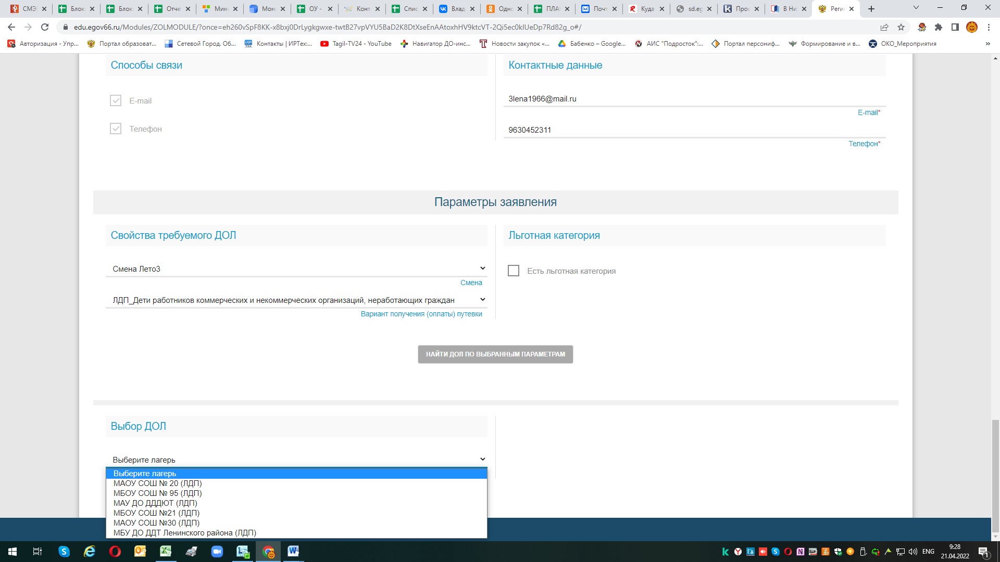 СМЭ
Блок
Блок
Отче
Мин
Мон
ОУ -
Конт
Спис
Влад
Одно
ПЛА
Почт
Куда
sd.eg
Прос
В Ни
Реги
edu.egov66.ru/Modules/ZOLMODULE/?once=eh260vSpF8KK-x8bxj0DrLygkgwxe-twtB27vpVYU5BaD2K8DtXseEnAAtoxhHV9ktcVT-2Qi5ec0klUeDp7Rd82g_o#/
Авторизация - Упр...
Портал образоват...
Сетевой Город. Об...
Контакты | ИРТех:...
Tagil-TV24 - YouTube
Навигатор ДО-инс...
Новости закупок «...
Бабенко – Google...
АИС "Подросток":...
Портал персониф...
Формирование и в...
ОКО_Мероприятия
»
Способы связи
Контактные данные
E-mail
3lena1966@mail.ru
E-mail*
Телефон
9630452311
Телефон*
Параметры заявления
Свойства требуемого ДОЛ
Льготная категория
Смена Лето3
Есть льготная категория
Смена
ЛДП_Дети работников коммерческих и некоммерческих организаций, неработающих граждан
Вариант получения (оплаты) путевки
НАЙТИ ДОЛ ПО ВЫБРАННЫМ ПАРАМЕТРАМ
Выбор ДОЛ
Выберите лагерь
Выберите лагерь
МАОУ СОШ № 20 (ЛДП)
МБОУ СОШ № 95 (ЛДП)
МАУ ДО ДДДЮТ (ЛДП)
МБОУ СОШ №21 (ЛДП)
МАОУ СОШ №30 (ЛДП)
МБУ ДО ДДТ Ленинского района (ЛДП)
ENG
9:28
21.04.2022
1